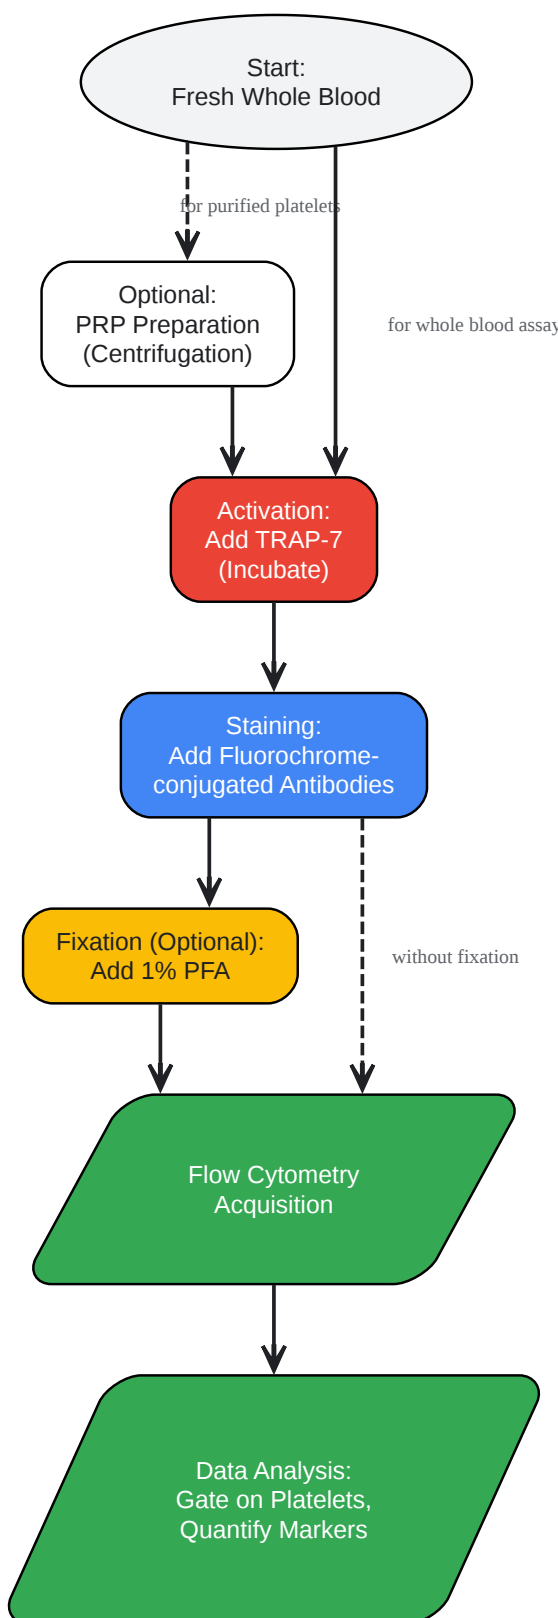 Start:
Fresh Whole Blood
for purified platelets
Optional:
PRP Preparation
(Centrifugation)
for whole blood assay
Activation:
Add TRAP-7
(Incubate)
Staining:
Add Fluorochrome-
conjugated Antibodies
Fixation (Optional):
Add 1% PFA
without fixation
Flow Cytometry
Acquisition
Data Analysis:
Gate on Platelets,
Quantify Markers